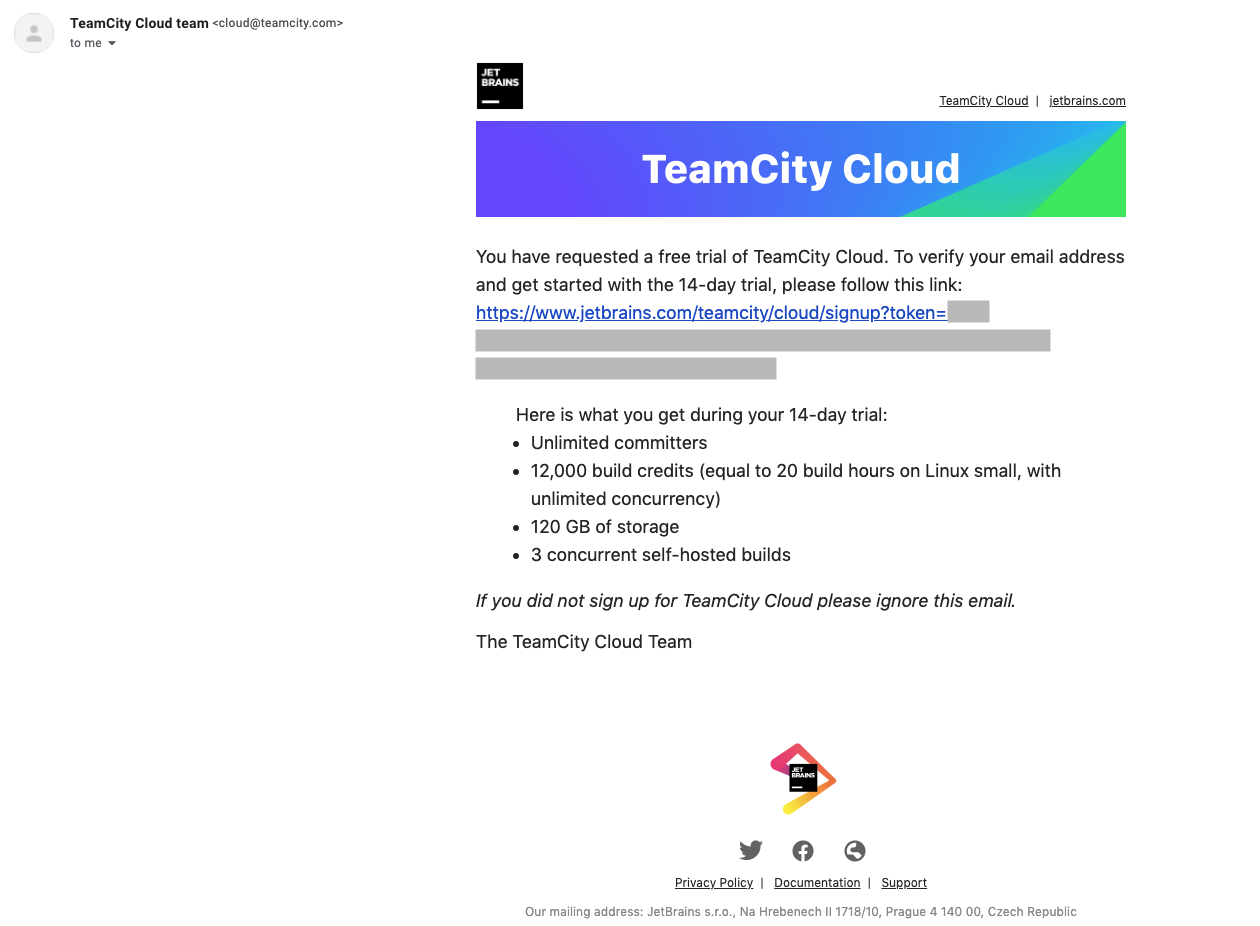 TeamCity Cloud team <cloud@teamcity.com>
to me
JET
BRAINS
TeamCity Cloud | jetbrains.com
TeamCity Cloud
You have requested a free trial of TeamCity Cloud. To verify your email address
and get started with the 14-day trial, please follow this link:
https://www.jetbrains.com/teamcity/cloud/signup?token=
Here is what you get during your 14-day trial:
• Unlimited committers
• 12,000 build credits (equal to 20 build hours on Linux small, with
unlimited concurrency)
• 120 GB of storage
• 3 concurrent self-hosted builds
If you did not sign up for TeamCity Cloud please ignore this email.
The TeamCity Cloud Team
JET
BRAINS
Privacy Policy | Documentation | Support
Our mailing address: JetBrains s.r.o., Na Hrebenech II 1718/10, Prague 4 140 00, Czech Republic